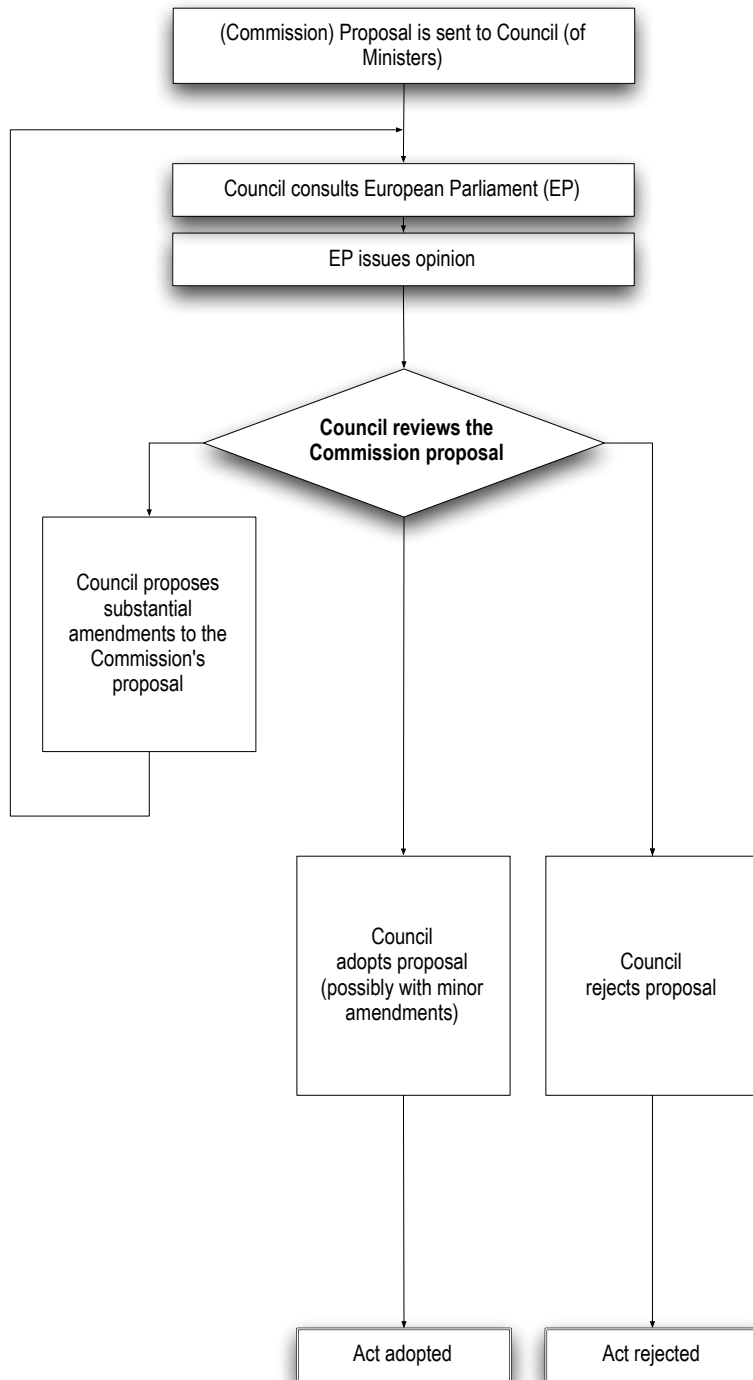 (Commission) Proposal is sent to Council (of
Ministers)
Council consults European Parliament (EP)
EP issues opinion
Council reviews the
Commission proposal
Council proposes
substantial
amendments to the
Commission's
proposal
Council
adopts proposal
(possibly with minor
amendments)
Council
rejects proposal
Act adopted
Act rejected